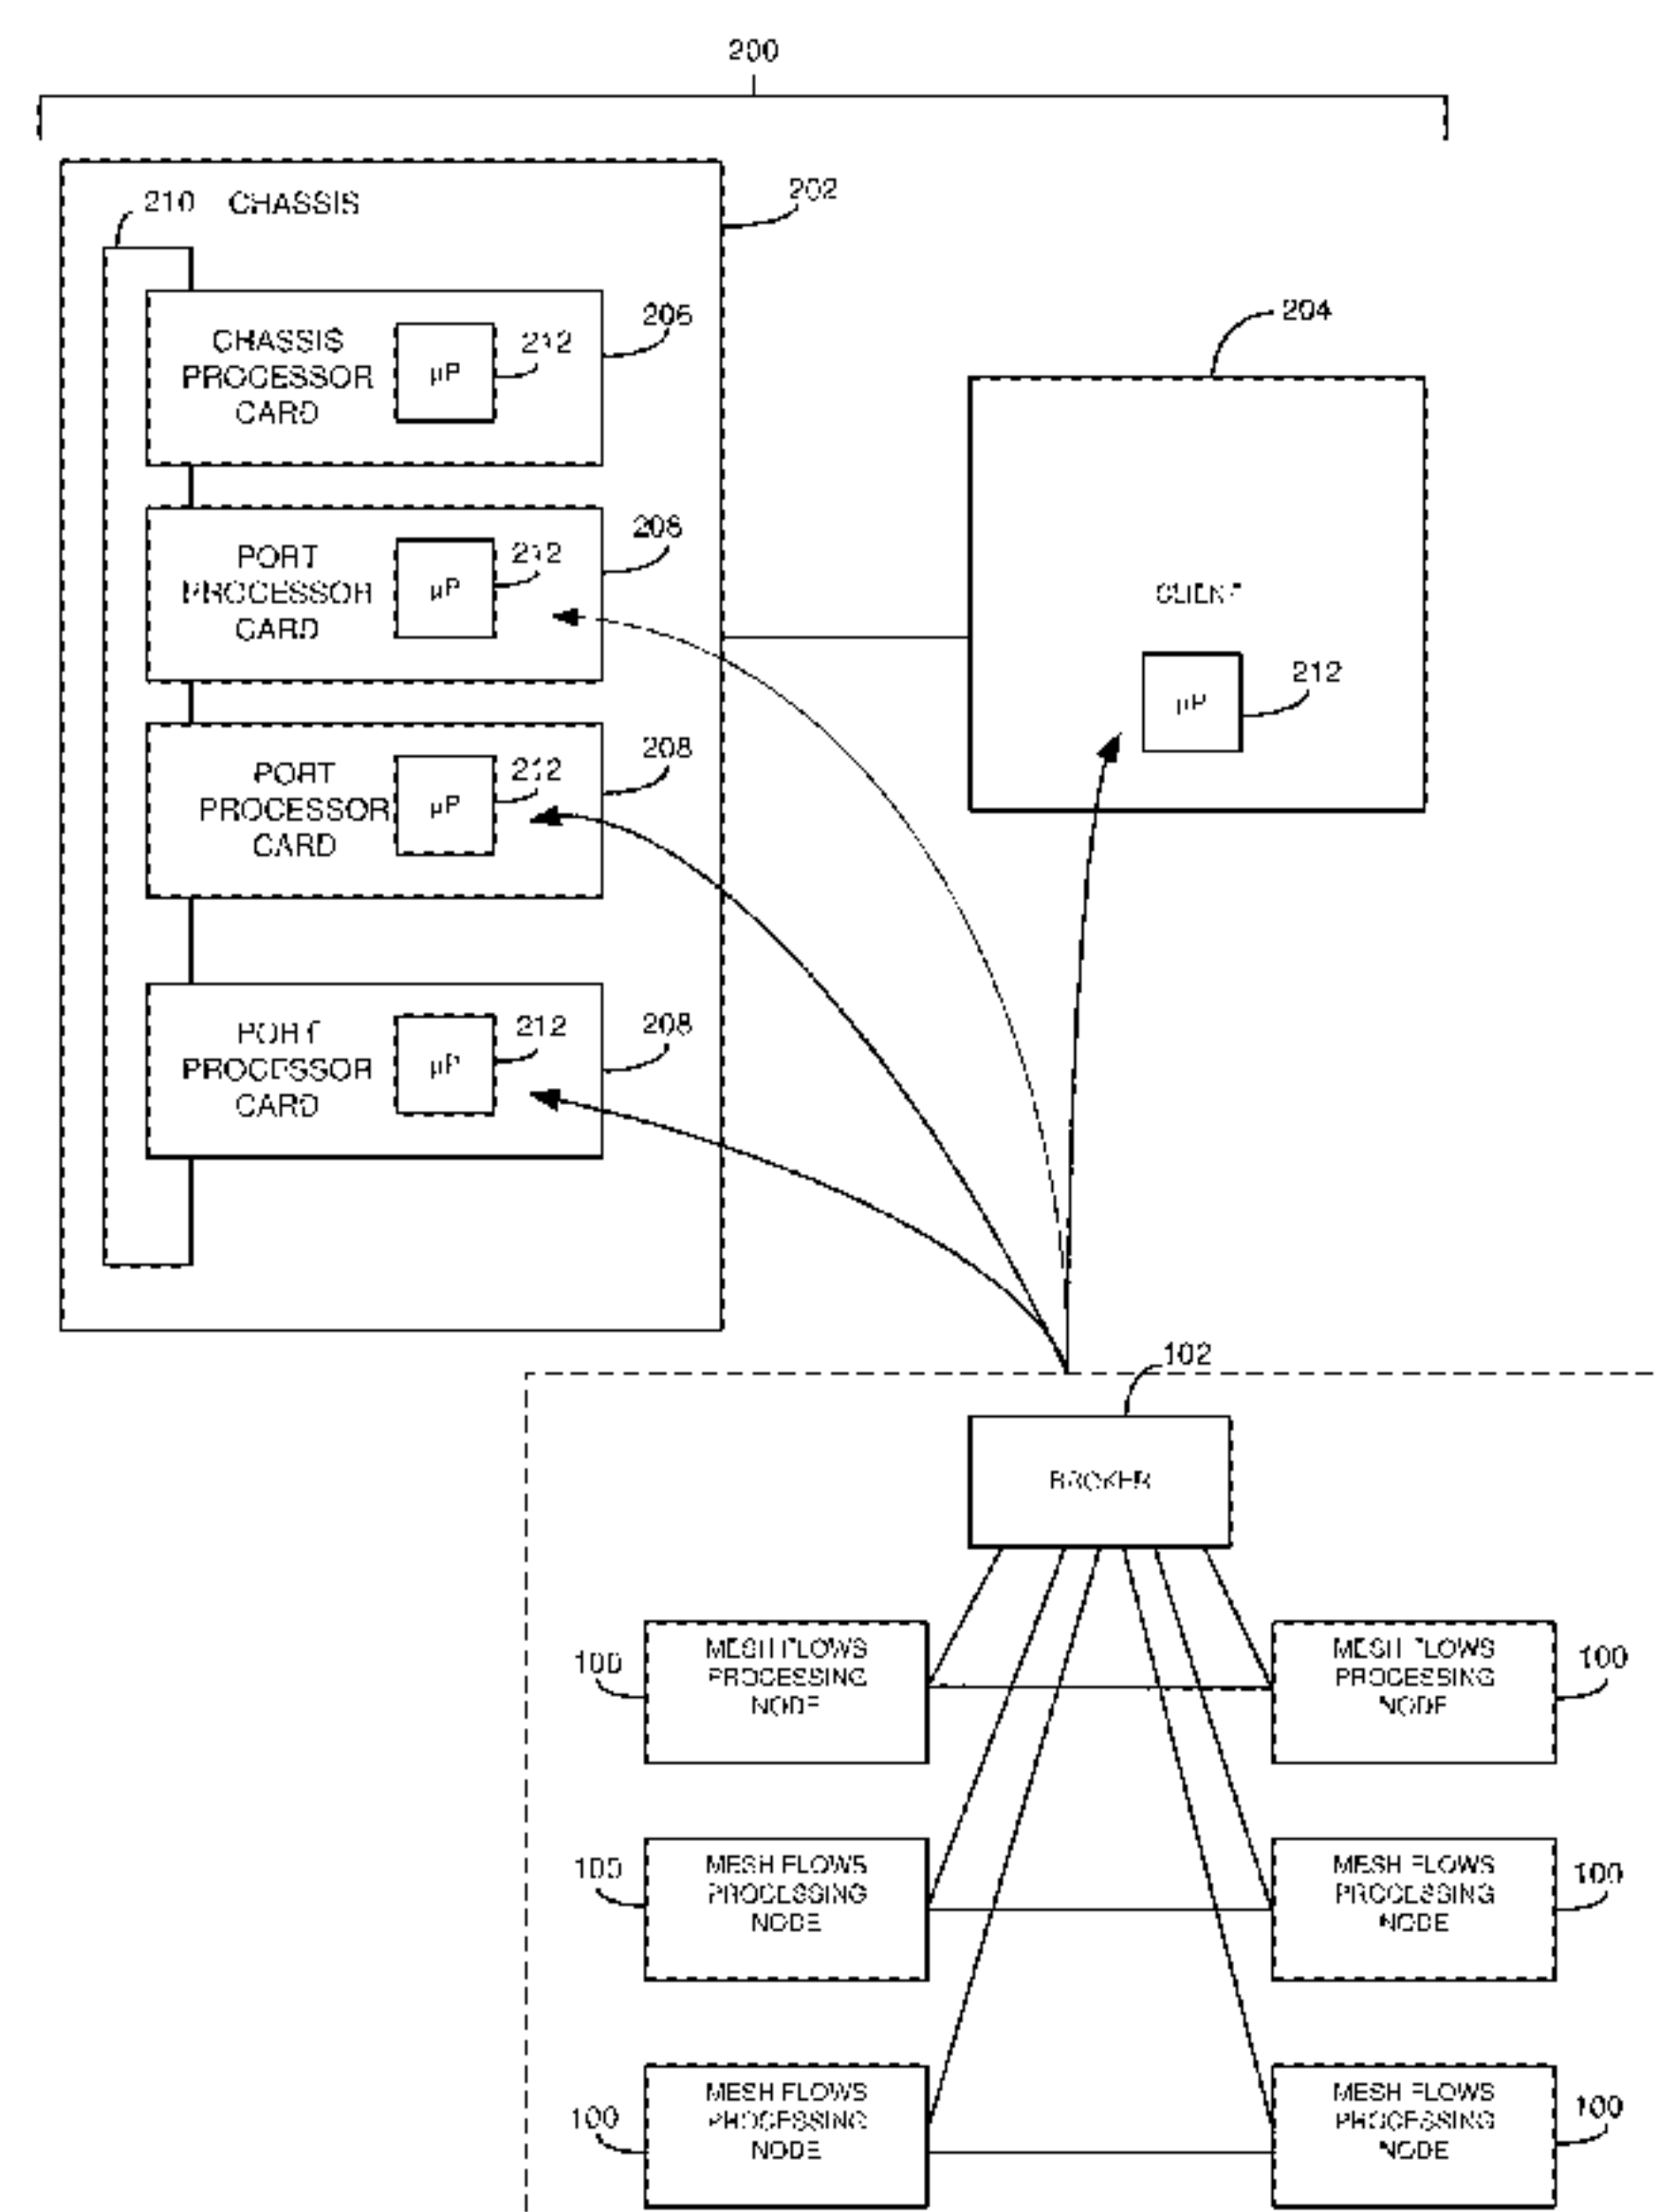 200
210 CHASSIS
202
CHASSIS
PROCESSOR
CARD
µP
212
206
204
PORT
PROCESSOR
CARD
µP
212
208
CLIENT
µP
212
PORT
PROCESSOR
CARD
µP
212
208
PORT
PROCESSOR
CARD
µP
212
208
102
BROKER
100
MESH FLOWS
PROCESSING
NODE
MESH FLOWS
PROCESSING
NODE
100
100
MESH FLOWS
PROCESSING
NODE
MESH FLOWS
PROCESSING
NODE
100
100
MESH FLOWS
PROCESSING
NODE
MESH FLOWS
PROCESSING
NODE
100